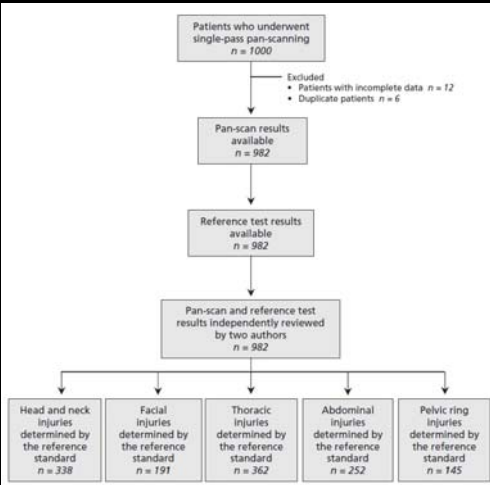 Patients who underwent
single-pass pan-scanning
n = 1000
Excluded
• Patients with incomplete data n = 12
• Duplicate patients n = 6
Pan-scan results
available
n = 982
Reference test results
available
n = 982
Pan-scan and reference test
results independently reviewed
by two authors
n = 982
Head and neck
injuries
determined by
the reference
standard
n = 338
Facial
injuries
determined by
the reference
standard
n = 191
Thoracic
injuries
determined by
the reference
standard
n = 362
Abdominal
injuries
determined by
the reference
standard
n = 252
Pelvic ring
injuries
determined by
the reference
standard
n = 145